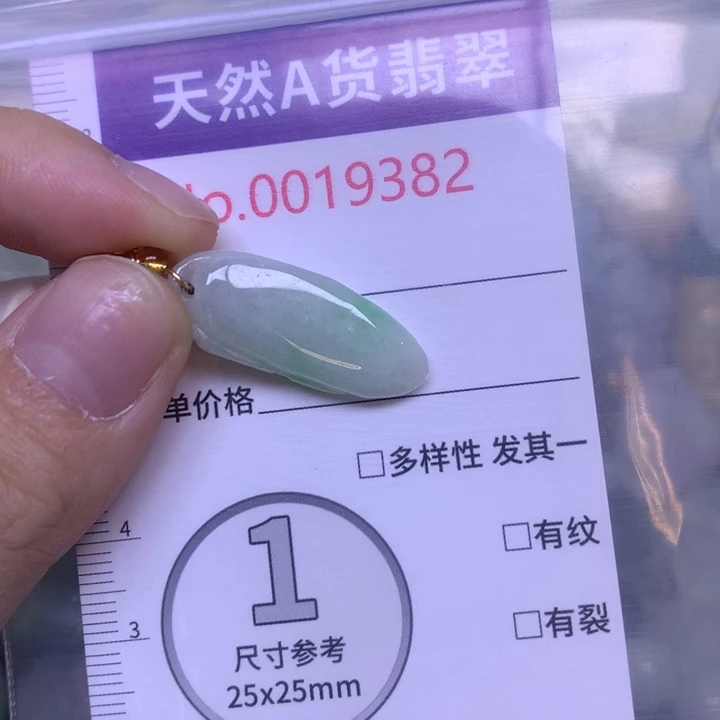 天然A货翡翠
No.0019382
单价格
□多样性 发其一
□有纹
4
1
□有裂
3
尺寸参考
25x25mm